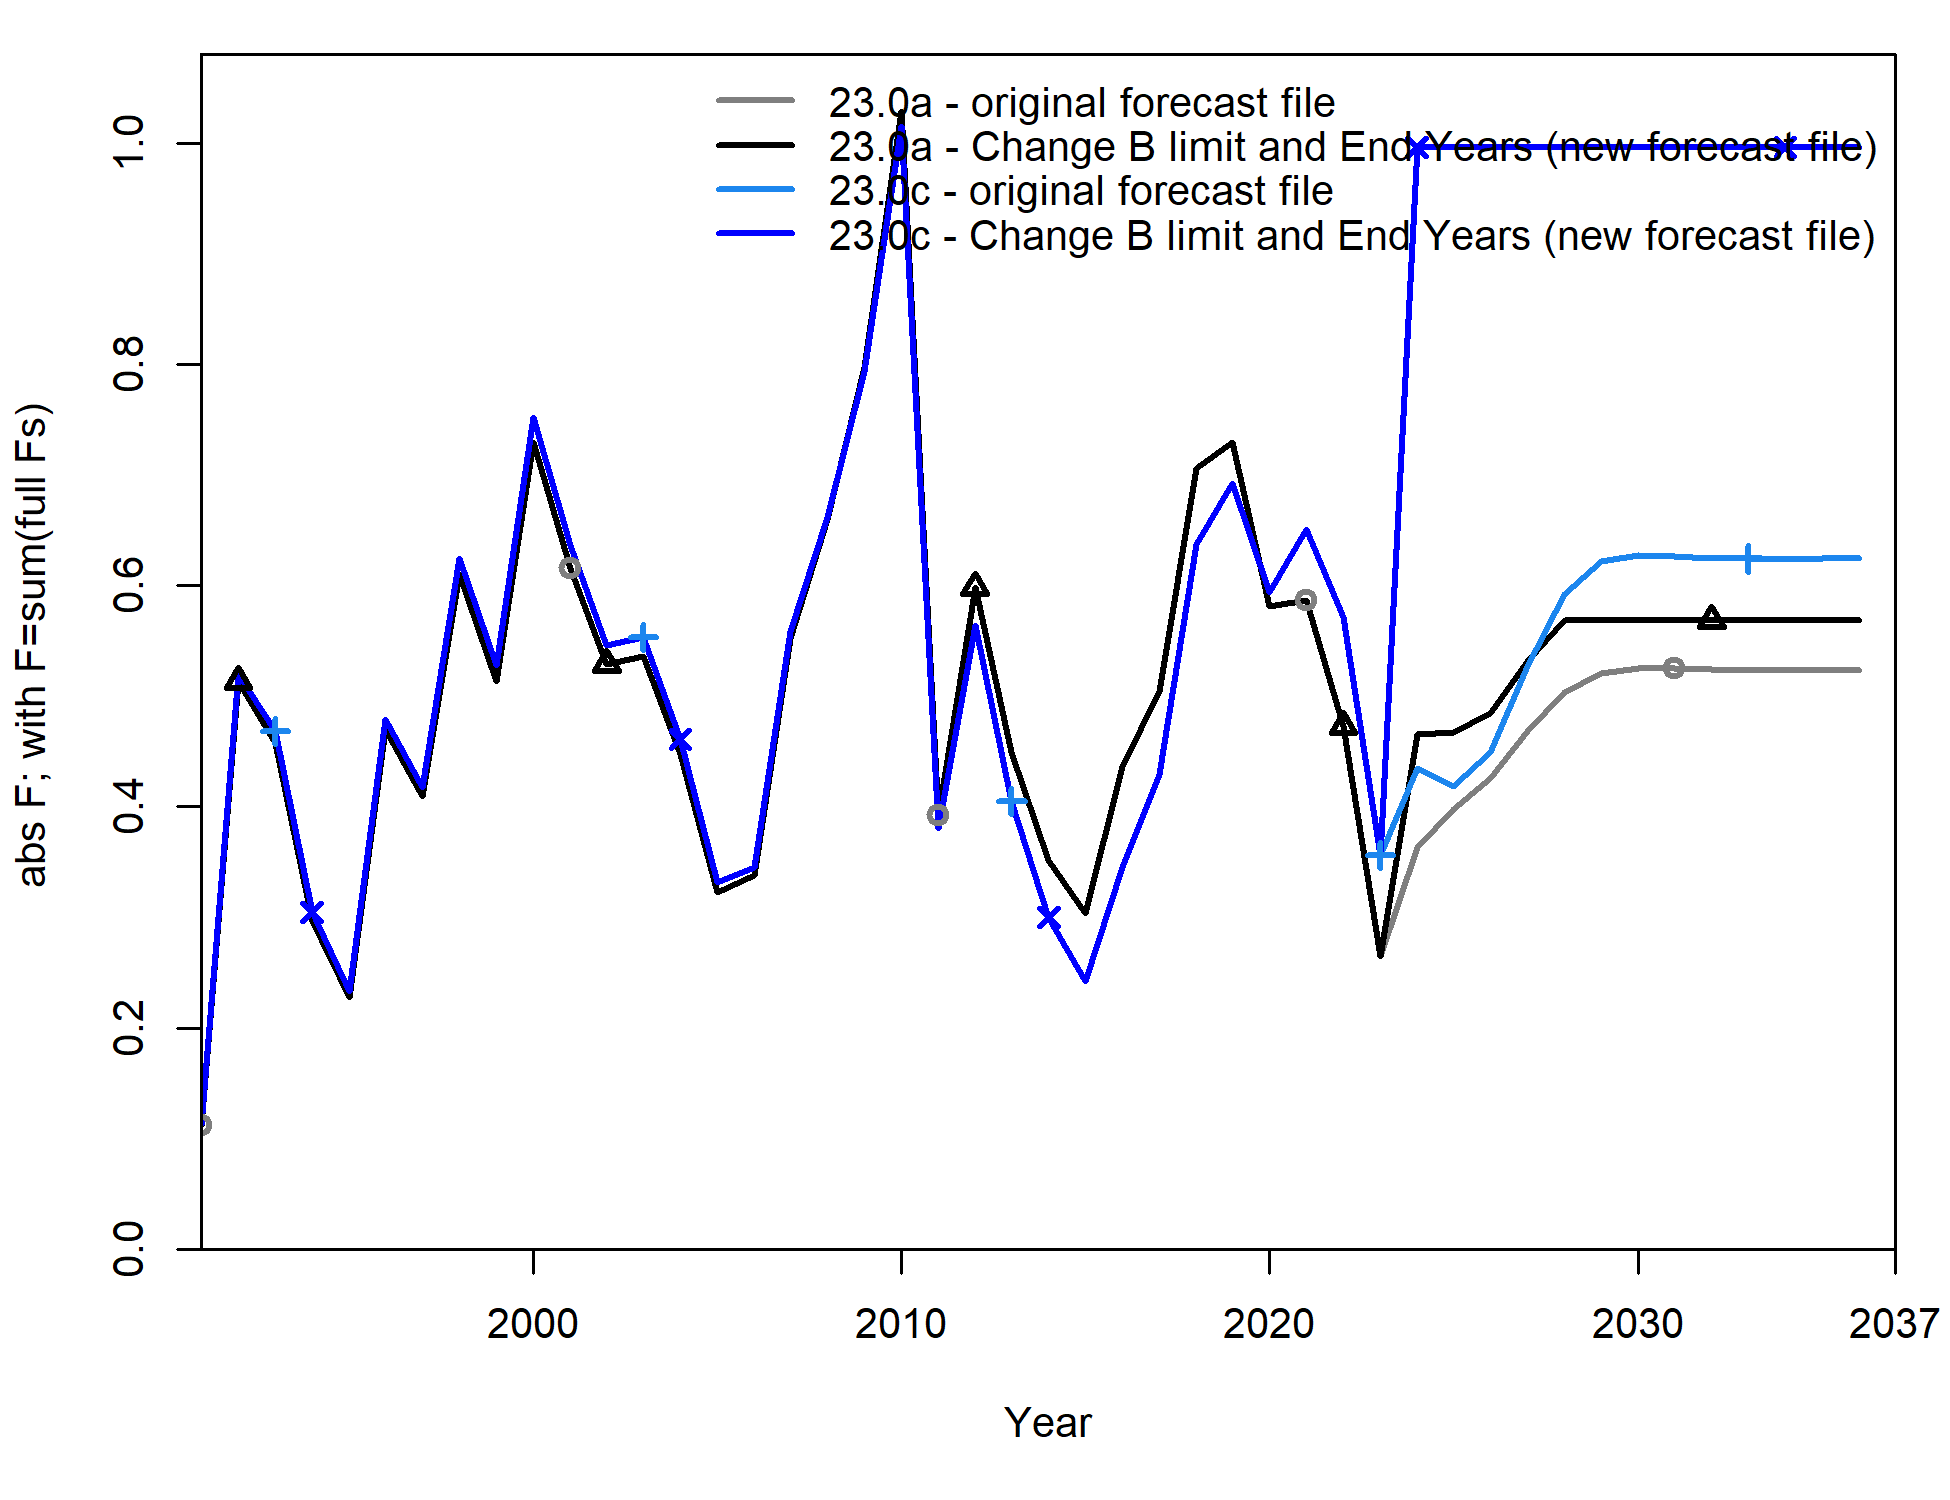 23.0a - original forecast file
23.0a - Change B limit and End Years (new forecast file)
23.0c - original forecast file
23.0c - Change B limit and End Years (new forecast file)
abs F; with F=sum(full Fs)
1.0
0.8
0.6
0.4
0.2
0.0
2000 2010 2020 2030 2037
Year